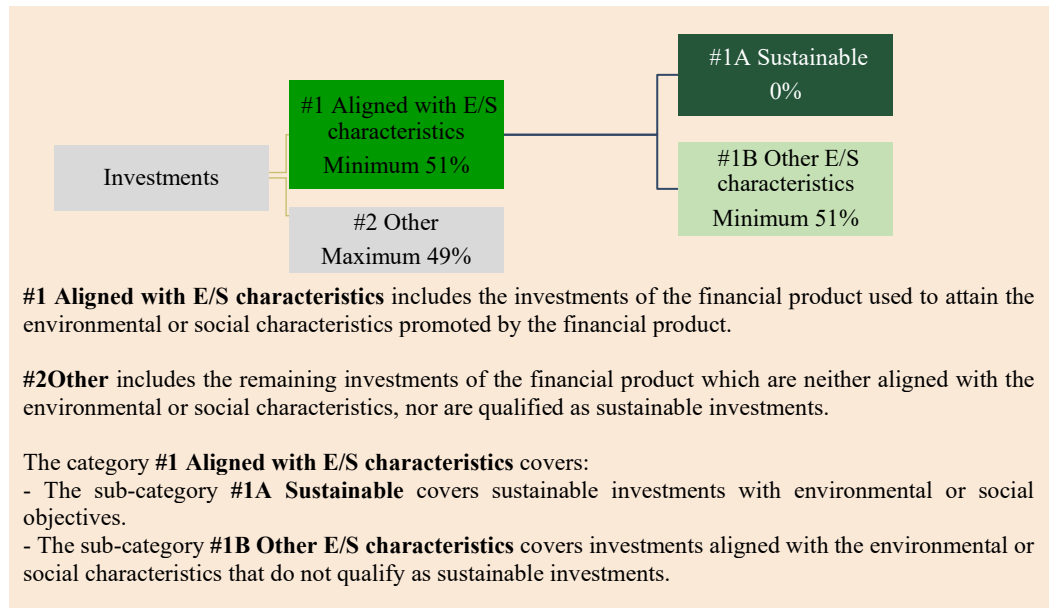 #1A Sustainable
0%
#1 Aligned with E/S
characteristics
Minimum 51%
Investments
#1B Other E/S
characteristics
Minimum 51%
#2 Other
Maximum 49%
#1 Aligned with E/S characteristics includes the investments of the financial product used to attain the
environmental or social characteristics promoted by the financial product.
#2Other includes the remaining investments of the financial product which are neither aligned with the
environmental or social characteristics, nor are qualified as sustainable investments.
The category #1 Aligned with E/S characteristics covers:
- The sub-category #1A Sustainable covers sustainable investments with environmental or social
objectives.
- The sub-category #1B Other E/S characteristics covers investments aligned with the environmental or
social characteristics that do not qualify as sustainable investments.